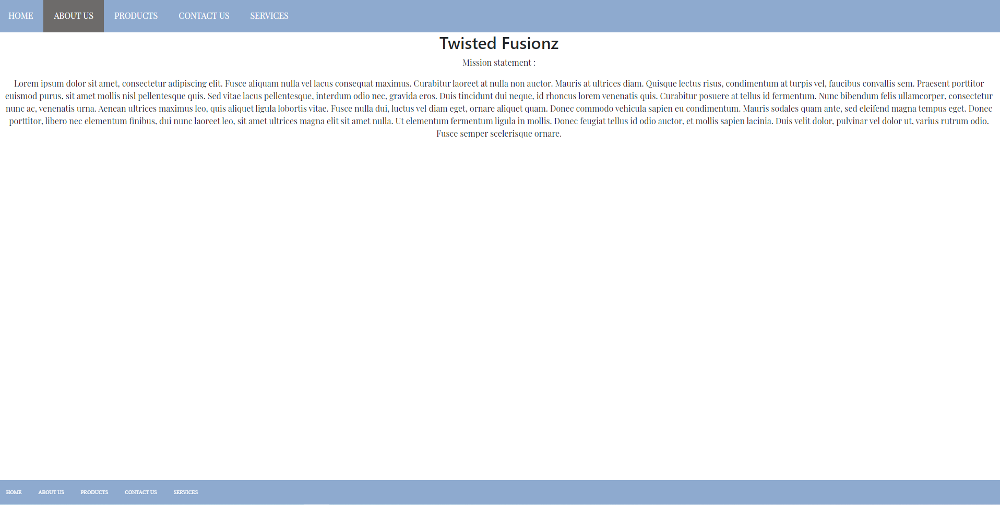 HOME ABOUT US PRODUCTS CONTACT US SERVICES
Twisted Fusionz
Mission statement :
Lorem ipsum dolor sit amet, consectetur adipiscing elit. Fusce aliquam nulla vel lacus consequat maximus. Curabitur laoreet at nulla non auctor. Mauris at ultrices diam. Quisque lectus risus, condimentum at turpis vel, faucibus convallis sem. Praesent porttitor
euismod purus, sit amet mollis nisl pellentesque quis. Sed vitae lacus pellentesque, interdum odio nec, gravida eros. Duis tincidunt dui neque, id rhoncus lorem venenatis quis. Curabitur posuere at tellus id fermentum. Nunc bibendum felis ullamcorper, consectetur
nunc ac, venenatis urna. Aenean ultrices maximus leo, quis aliquet ligula lobortis vitae. Fusce nulla dui, luctus vel diam eget, ornare aliquet quam. Donec commodo vehicula sapien eu condimentum. Mauris sodales quam ante, sed eleifend magna tempus eget. Donec
porttitor, libero nec elementum finibus, dui nunc laoreet leo, sit amet ultrices magna elit sit amet nulla. Ut elementum fermentum ligula in mollis. Donec feugiat tellus id odio auctor, et mollis sapien lacinia. Duis velit dolor, pulvinar vel dolor ut, varius rutrum odio.
Fusce semper scelerisque ornare.
HOME ABOUT US PRODUCTS CONTACT US SERVICES